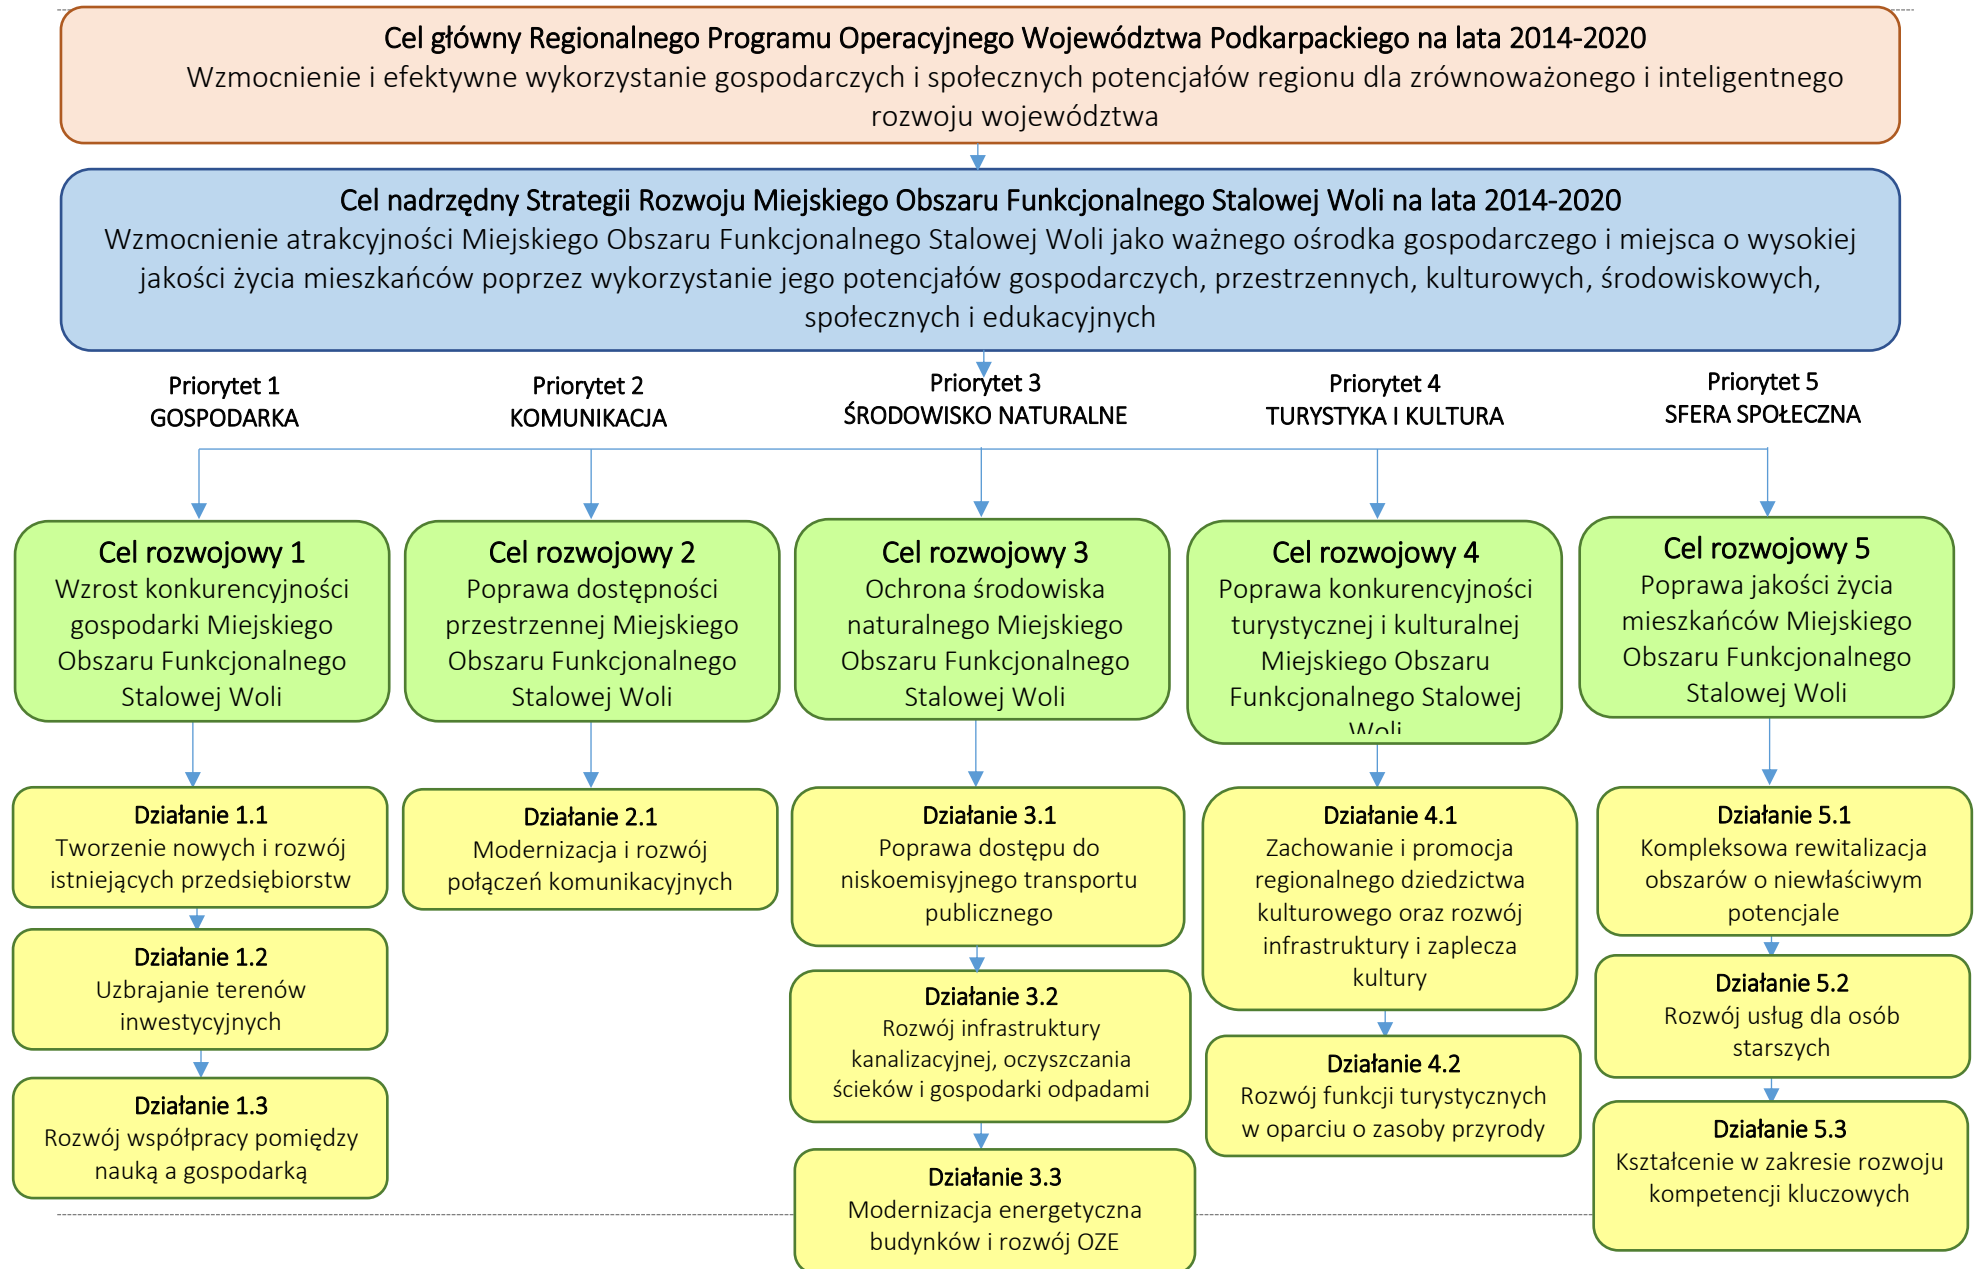 Cel główny Regionalnego Programu Operacyjnego Województwa Podkarpackiego na lata 2014-2020
Wzmocnienie i efektywne wykorzystanie gospodarczych i społecznych potencjałów regionu dla zrównoważonego i inteligentnego
rozwoju województwa
Cel nadrzędny Strategii Rozwoju Miejskiego Obszaru Funkcjonalnego Stalowej Woli na lata 2014-2020
Wzmocnienie atrakcyjności Miejskiego Obszaru Funkcjonalnego Stalowej Woli jako ważnego ośrodka gospodarczego i miejsca o wysokiej
jakości życia mieszkańców poprzez wykorzystanie jego potencjałów gospodarczych, przestrzennych, kulturowych, środowiskowych,
społecznych i edukacyjnych
Priorytet 1
GOSPODARKA
Priorytet 2
KOMUNIKACJA
Priorytet 3
ŚRODOWISKO NATURALNE
Priorytet 4
TURYSTYKA I KULTURA
Priorytet 5
SFERA SPOŁECZNA
Cel rozwojowy 1
Wzrost konkurencyjności
gospodarki Miejskiego
Obszaru Funkcjonalnego
Stalowej Woli
Cel rozwojowy 2
Poprawa dostępności
przestrzennej Miejskiego
Obszaru Funkcjonalnego
Stalowej Woli
Cel rozwojowy 3
Ochrona środowiska
naturalnego Miejskiego
Obszaru Funkcjonalnego
Stalowej Woli
Cel rozwojowy 4
Poprawa konkurencyjności
turystycznej i kulturalnej
Miejskiego Obszaru
Funkcjonalnego Stalowej
Woli
Cel rozwojowy 5
Poprawa jakości życia
mieszkańców Miejskiego
Obszaru Funkcjonalnego
Stalowej Woli
Działanie 1.1
Tworzenie nowych i rozwój
istniejących przedsiębiorstw
Działanie 1.2
Uzbrajanie terenów
inwestycyjnych
Działanie 1.3
Rozwój współpracy pomiędzy
nauką a gospodarką
Działanie 2.1
Modernizacja i rozwój
połączeń komunikacyjnych
Działanie 3.1
Poprawa dostępu do
niskoemisyjnego transportu
publicznego
Działanie 3.2
Rozwój infrastruktury
kanalizacyjnej, oczyszczania
ścieków i gospodarki odpadami
Działanie 3.3
Modernizacja energetyczna
budynków i rozwój OZE
Działanie 4.1
Zachowanie i promocja
regionalnego dziedzictwa
kulturowego oraz rozwój
infrastruktury i zaplecza
kultury
Działanie 4.2
Rozwój funkcji turystycznych
w oparciu o zasoby przyrody
Działanie 5.1
Kompleksowa rewitalizacja
obszarów o niewłaściwym
potencjale
Działanie 5.2
Rozwój usług dla osób
starszych
Działanie 5.3
Kształcenie w zakresie rozwoju
kompetencji kluczowych